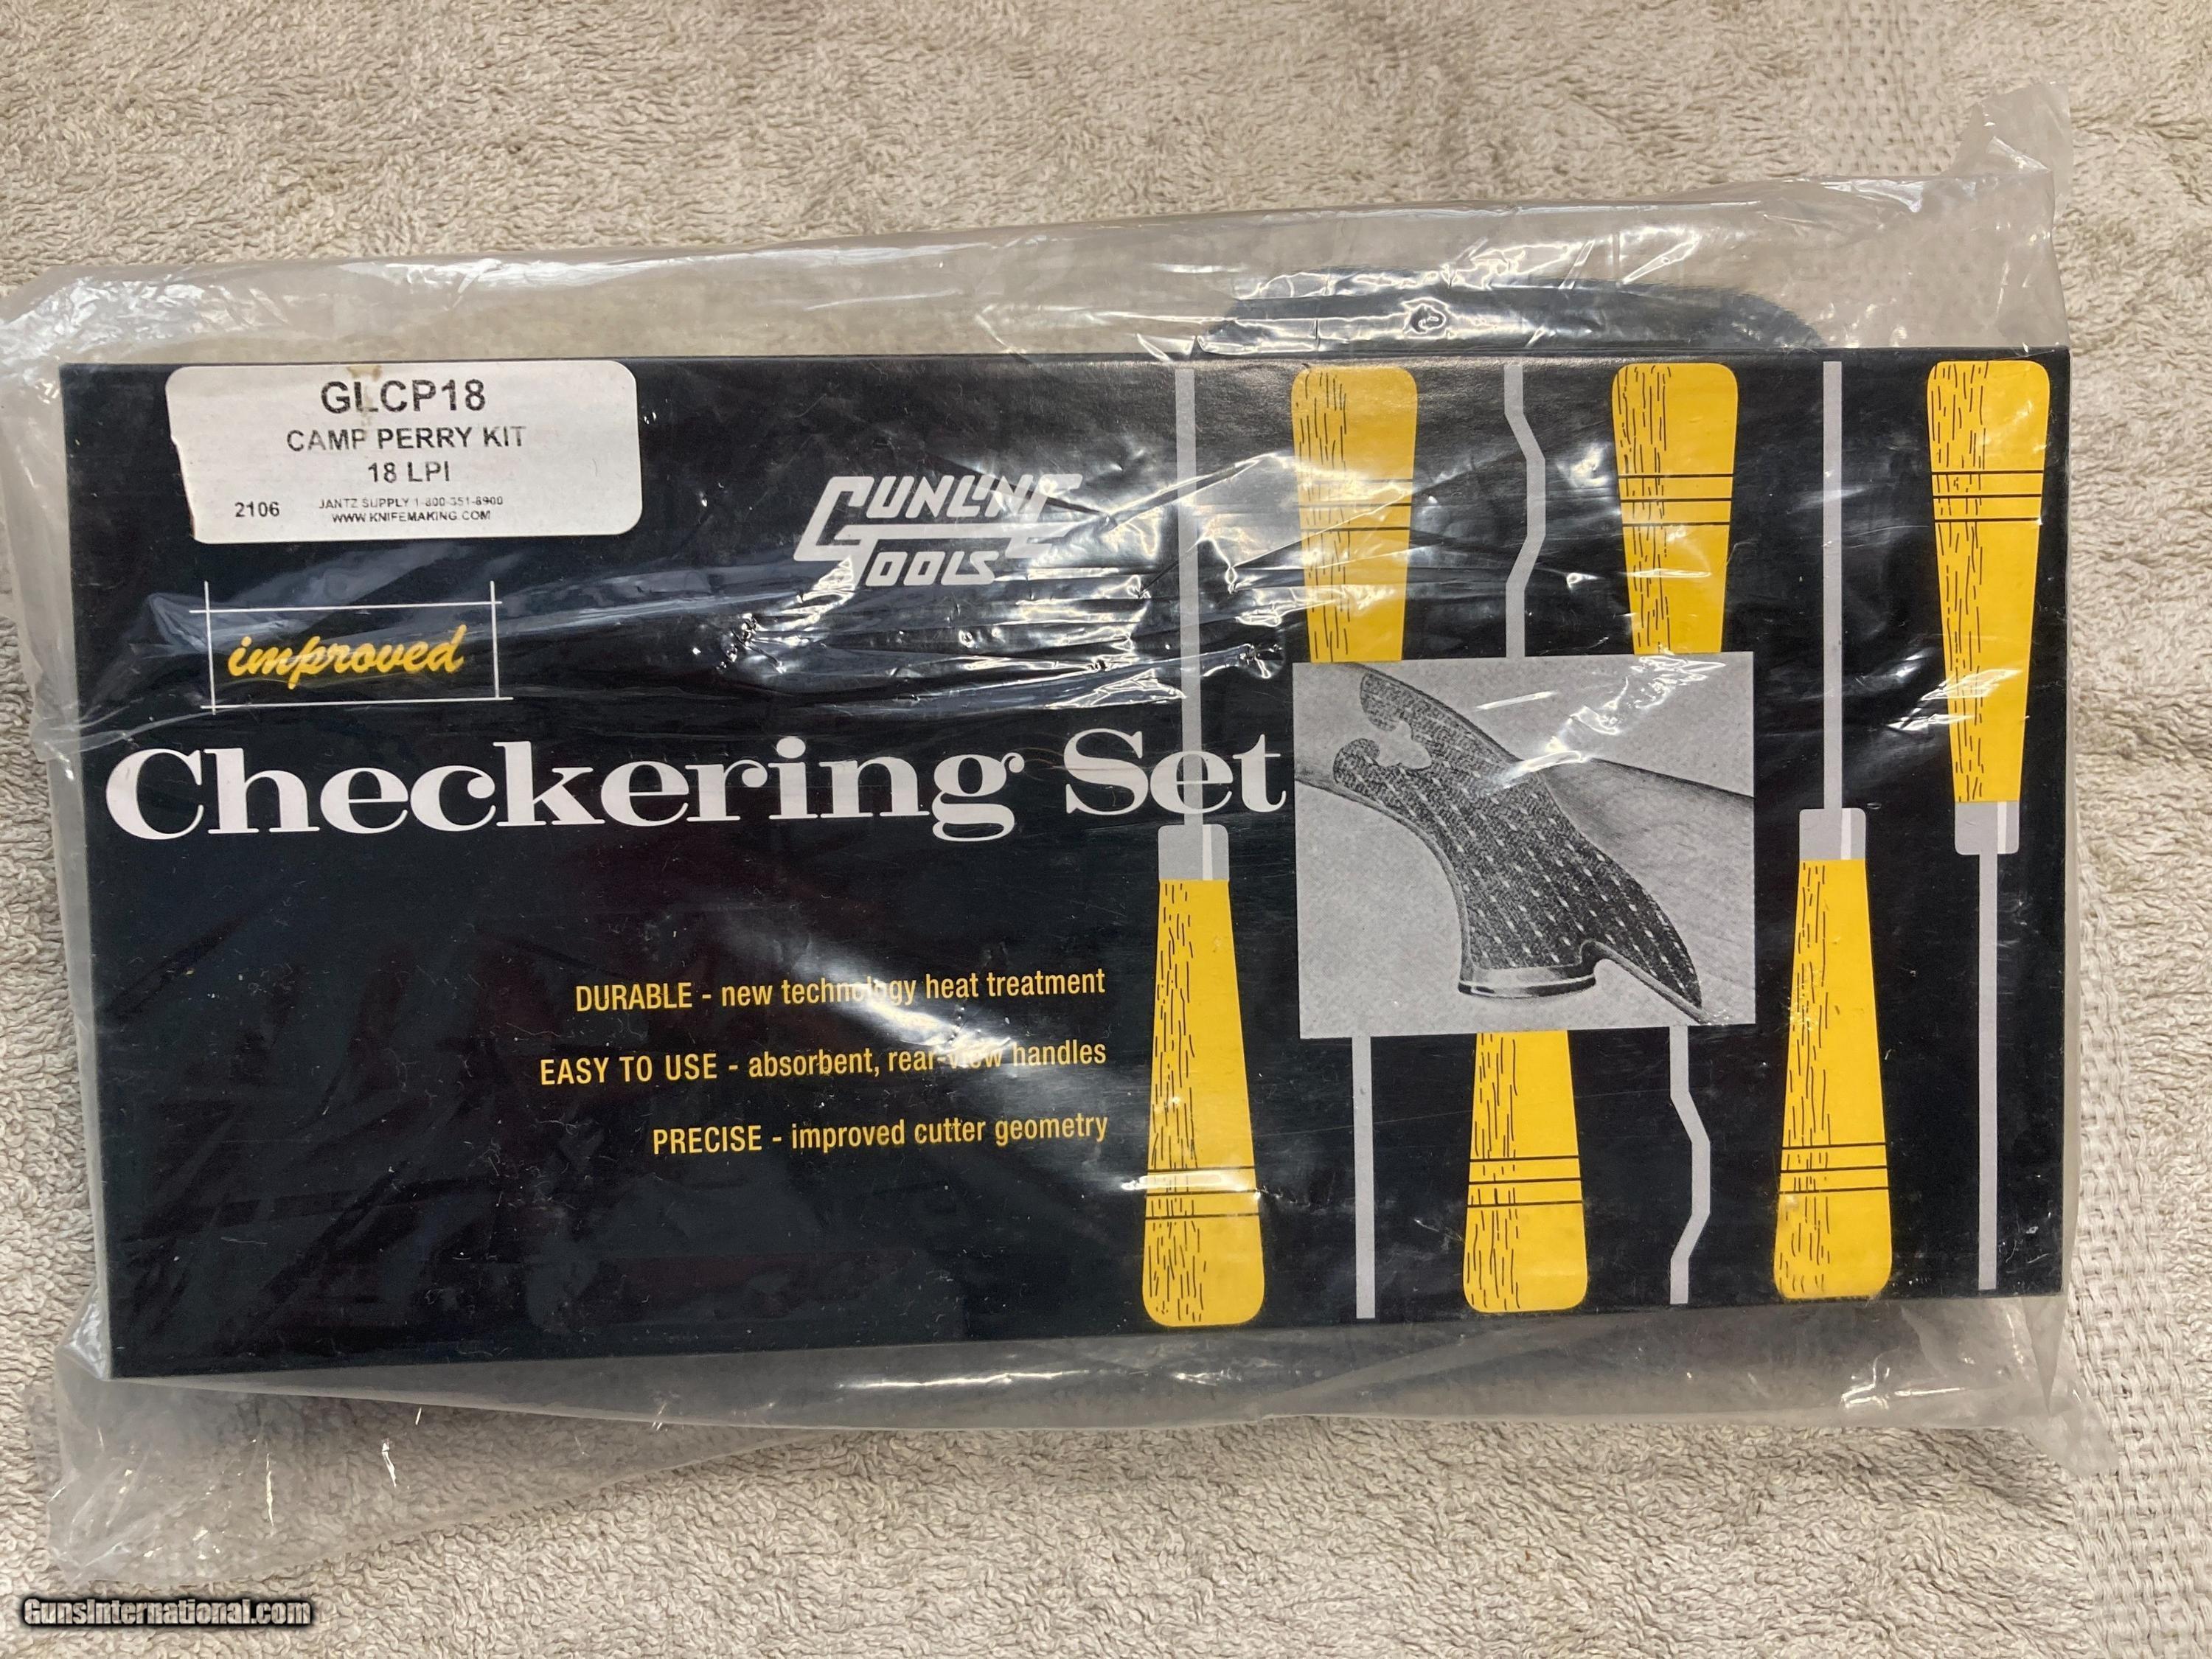 GLCP18
CAMP PERRY KIT
18 LPI
2106 JANTZ SUPPLY 1-800-351-8900
WWW.KNIFEMAKING.COM
GUNLINE
TOOLS
improved
Checkering Set
DURABLE - new technology heat treatment
EASY TO USE - absorbent, rear-view handles
PRECISE - improved cutter geometry
GunsInternational.com